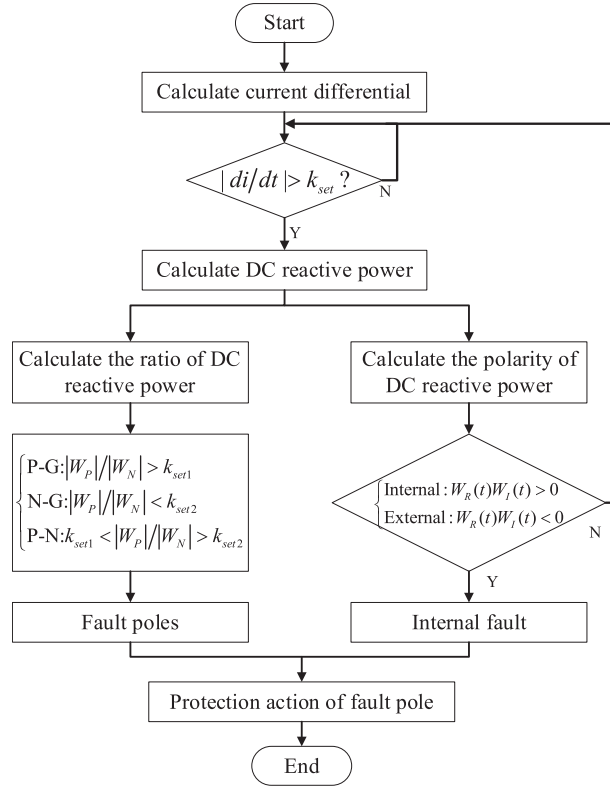 Start
Calculate current differential
|di/dt|> k_set ?
N
Y
Calculate DC reactive power
Calculate the ratio of DC
reactive power
Calculate the polarity of
DC reactive power
P-G:|W_P|/|W_N| > k_set1
N-G:|W_P|/|W_N| < k_set2
P-N:k_set1 < |W_P|/|W_N| > k_set2
Internal: W_R(t)W_I(t) > 0
External: W_R(t)W_I(t) < 0
N
Y
Fault poles
Internal fault
Protection action of fault pole
End